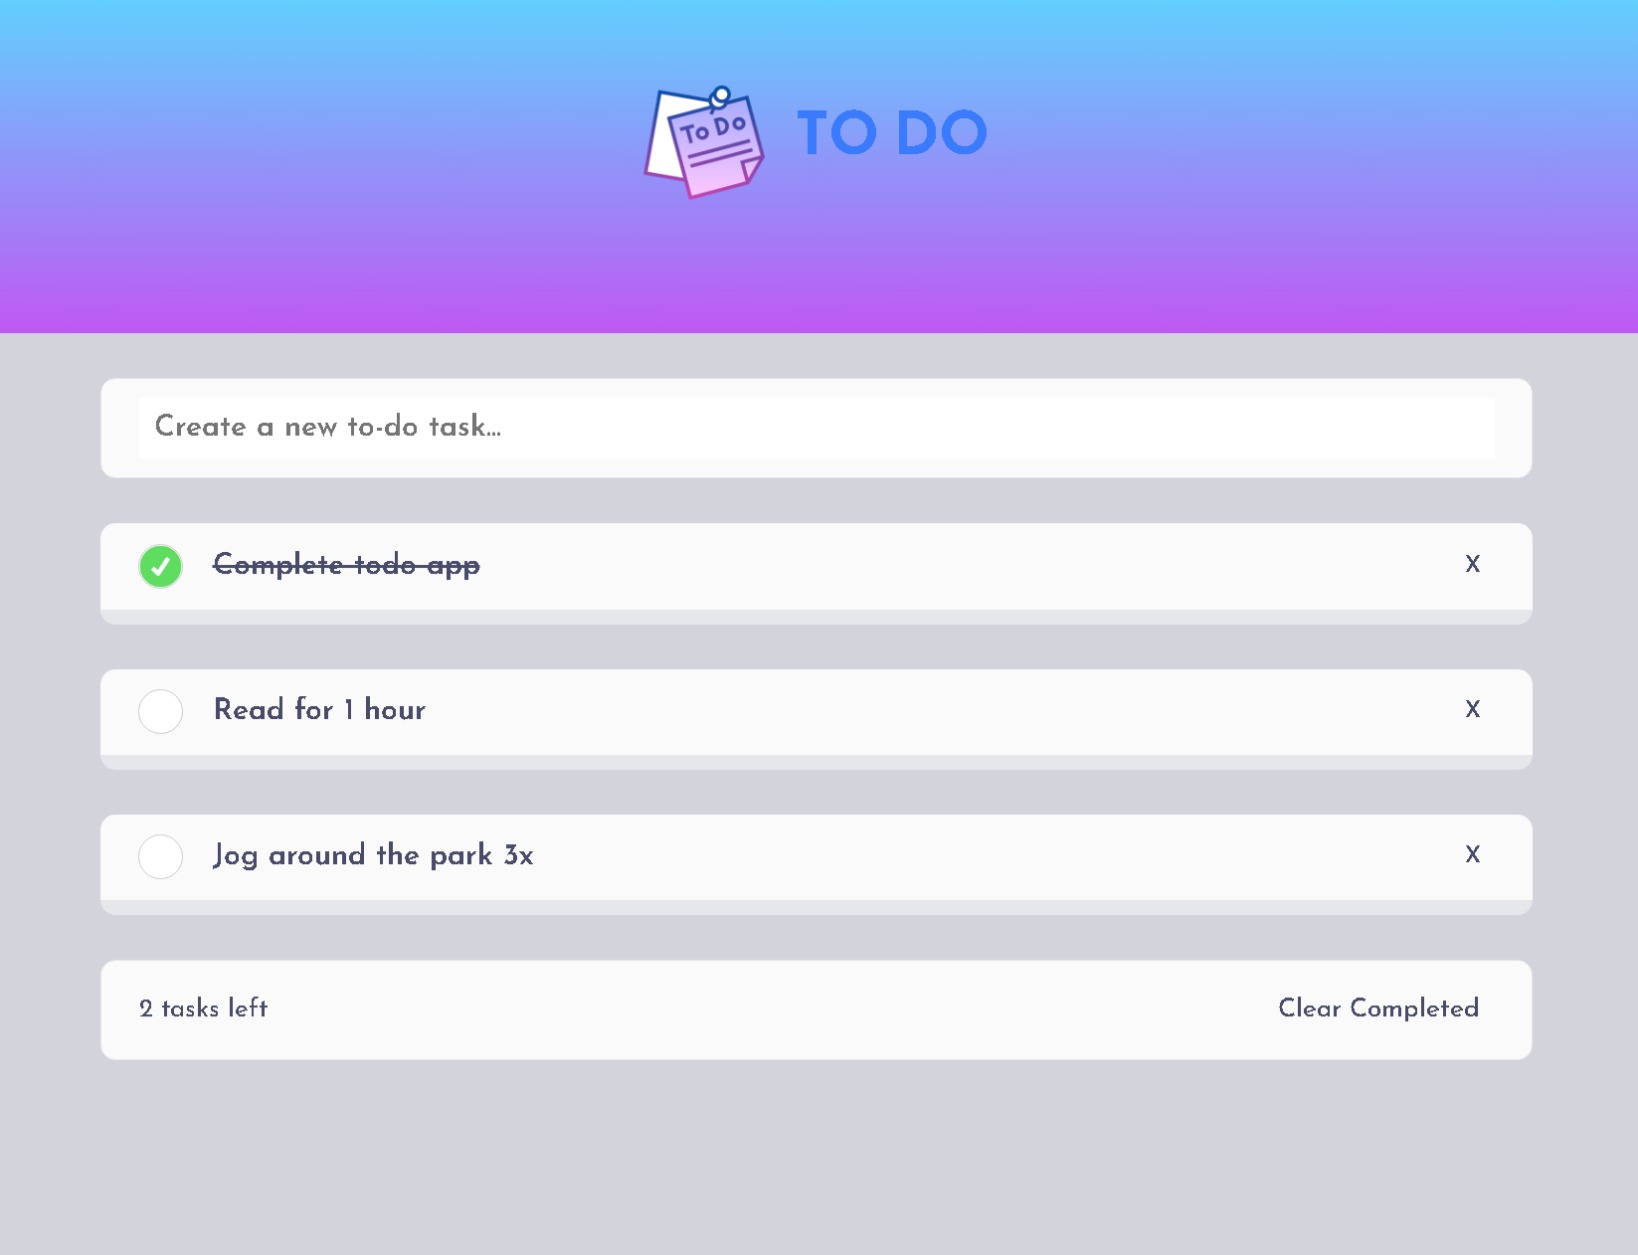 To Do
TO DO
Create a new to-do task...
Complete todo app
X
Read for 1 hour
X
Jog around the park 3x
X
2 tasks left
Clear Completed